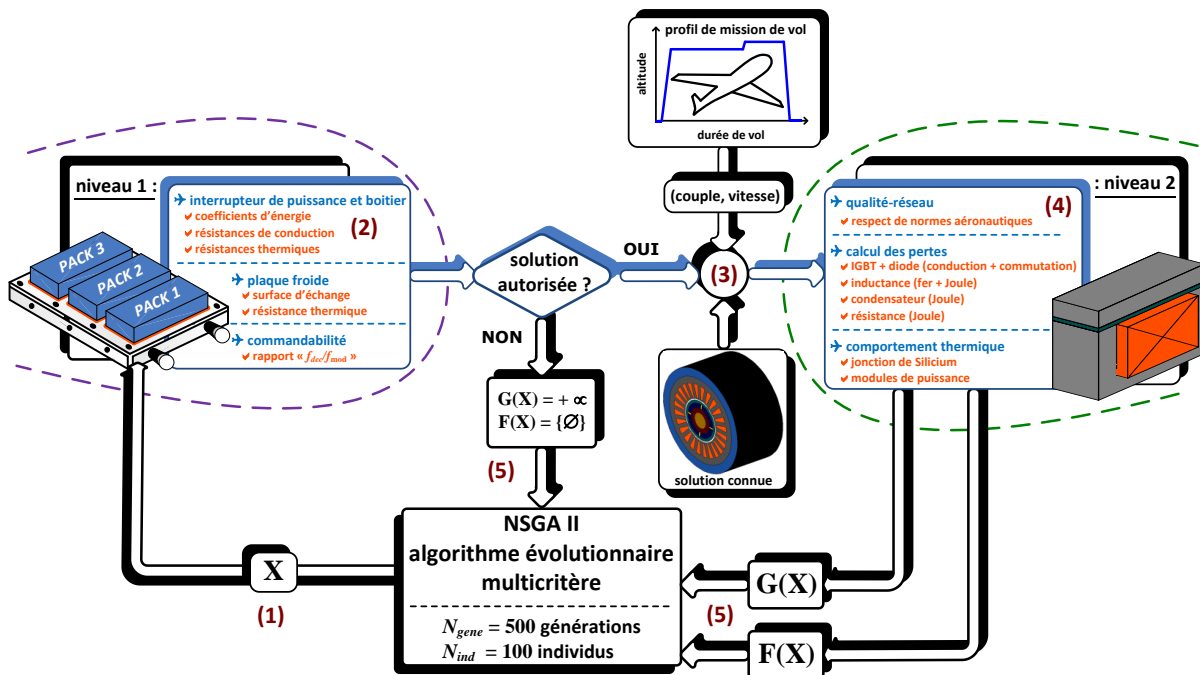 profil de mission de vol
altitude
durée de vol
(couple, vitesse)
niveau 1 :
interrupteur de puissance et boitier
coefficients d'énergie
résistances de conduction
résistances thermiques
(2)
plaque froide
surface d'échange
résistance thermique
commandabilité
rapport « fdec/fmod »
PACK 3
PACK 2
PACK 1
solution
autorisée ?
OUI
NON
(3)
: niveau 2
qualité-réseau
(4)
respect de normes aéronautiques
calcul des pertes
IGBT + diode (conduction + commutation)
inductance (fer + Joule)
condensateur (Joule)
résistance (Joule)
comportement thermique
jonction de Silicium
modules de puissance
G(X) = + ∝
F(X) = {∅}
(5)
solution connue
NSGA II
algorithme évolutionnaire
multicritère
Ngene = 500 générations
Nind = 100 individus
X
(1)
G(X)
(5)
F(X)